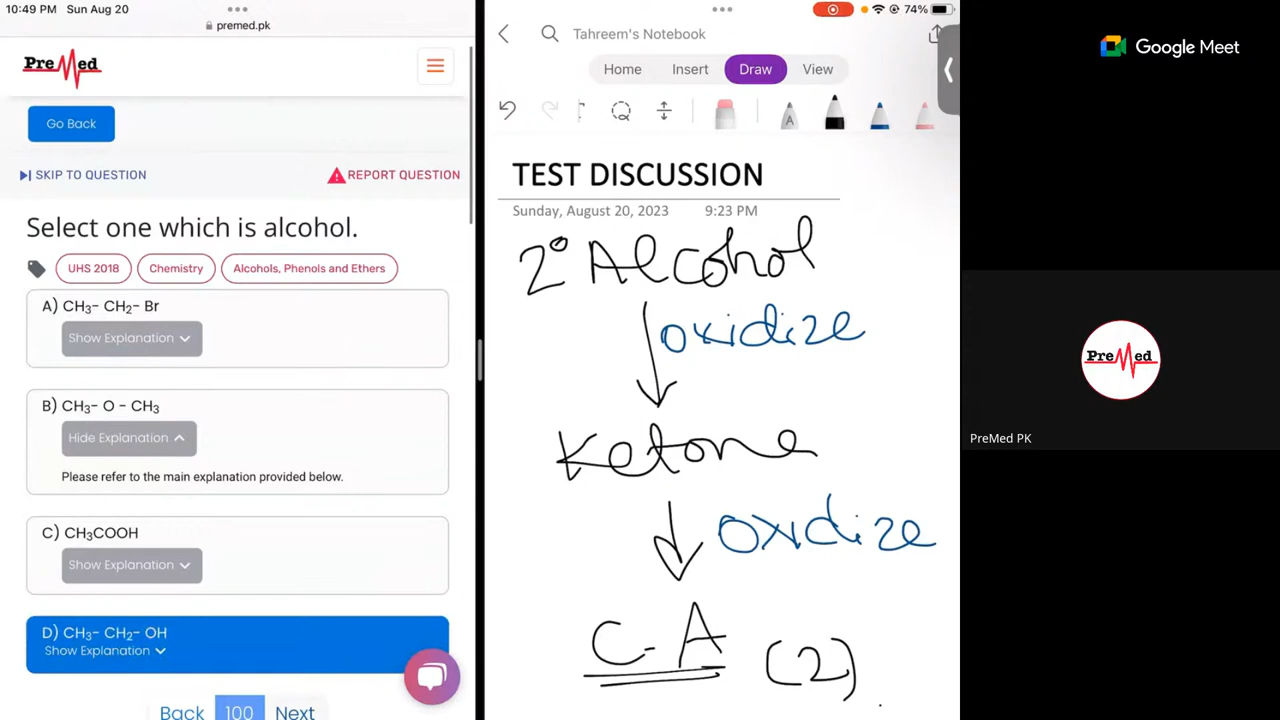 10:49 PM Sun Aug 20
premed.pk
PreMed
Go Back
SKIP TO QUESTION
REPORT QUESTION
Select one which is alcohol.
UHS 2018
Chemistry
Alcohols, Phenols and Ethers
A) CH₃– CH₂– Br
Show Explanation
B) CH₃– O – CH₃
Hide Explanation
Please refer to the main explanation provided below.
C) CH₃COOH
Show Explanation
D) CH₃– CH₂– OH
Show Explanation
Back 100 Next
74%
Tahreem's Notebook
Home Insert Draw View
A
TEST DISCUSSION
Sunday, August 20, 2023 9:23 PM
2° Alcohol
oxidize
Ketone
oxidize
C-A (2)
Google Meet
PreMed
PreMed PK